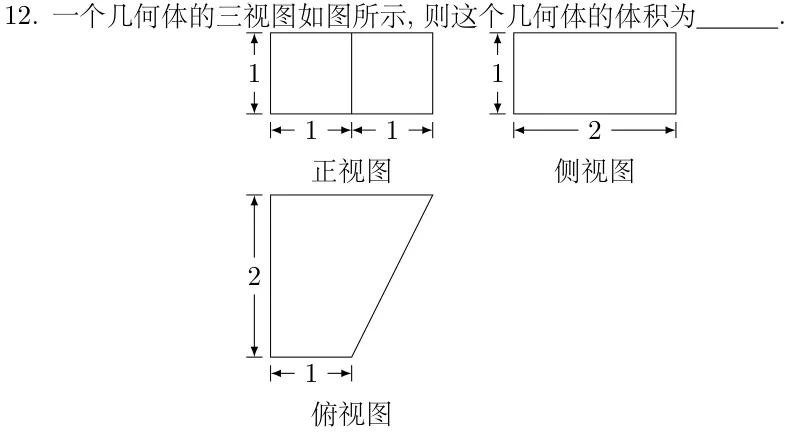 12. 一个几何体的三视图如图所示, 则这个几何体的体积为______.
1 1
1 1 2
正视图 侧视图
2
1
俯视图